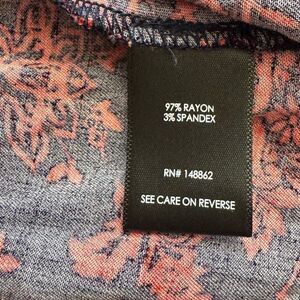 97% RAYON
3% SPANDEX
RN# 148862
SEE CARE ON REVERSE